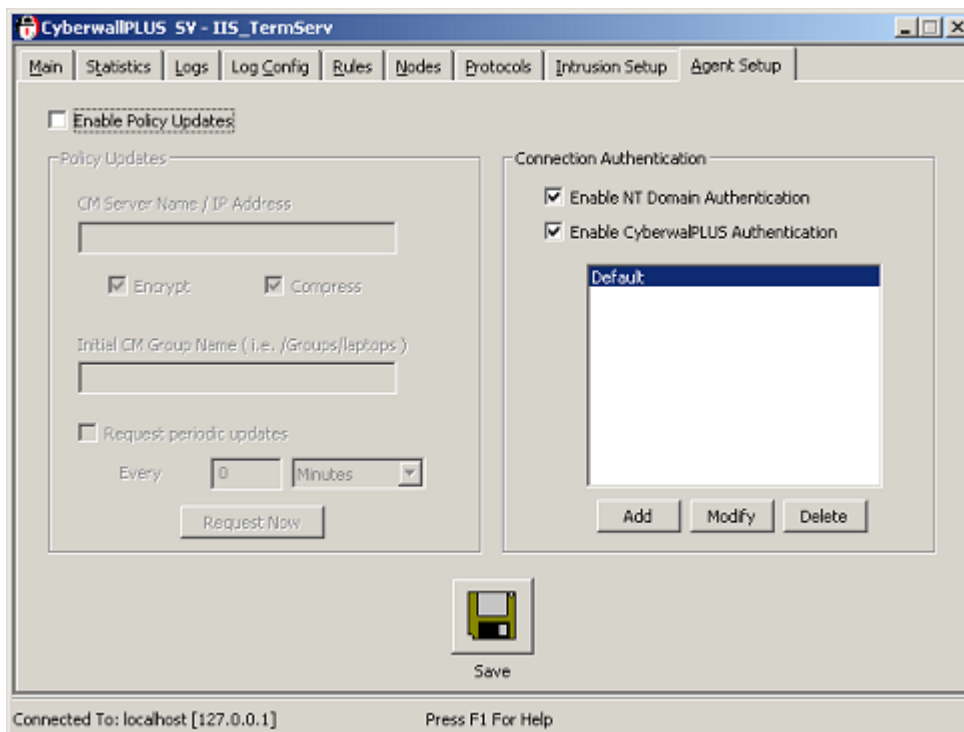 CyberwallPLUS SV - IIS_TermServ
Main Statistics Logs Log Config Rules Nodes Protocols Intrusion Setup Agent Setup
Enable Policy Updates
Policy Updates
CM Server Name / IP Address
Encrypt Compress
Initial CM Group Name ( i.e. /Groups/laptops )
Request periodic updates
Every 0 Minutes
Request Now
Connection Authentication
Enable NT Domain Authentication
Enable CyberwalPLUS Authentication
Default
Add Modify Delete
Save
Connected To: localhost [127.0.0.1] Press F1 For Help